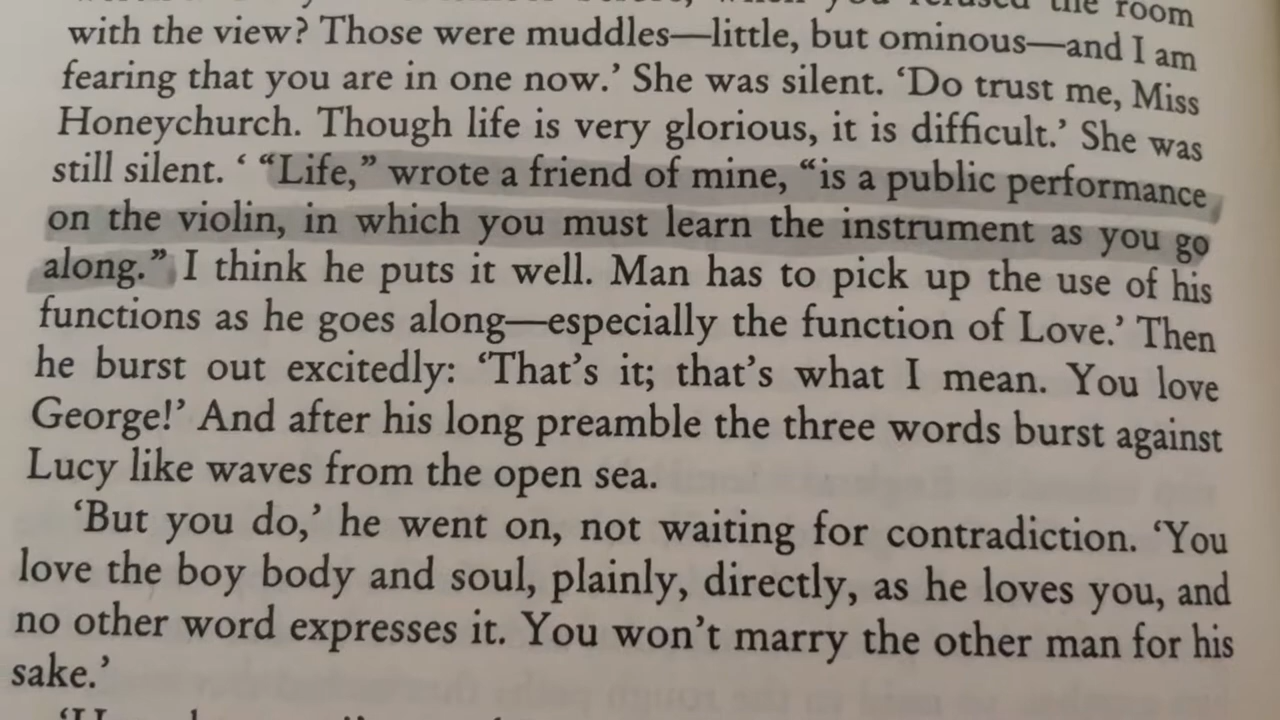 the room
with the view? Those were muddles—little, but ominous—and I am
fearing that you are in one now.’ She was silent. ‘Do trust me, Miss
Honeychurch. Though life is very glorious, it is difficult.’ She was
still silent. ‘ “Life,” wrote a friend of mine, “is a public performance
on the violin, in which you must learn the instrument as you go
along.” I think he puts it well. Man has to pick up the use of his
functions as he goes along—especially the function of Love.’ Then
he burst out excitedly: ‘That’s it; that’s what I mean. You love
George!’ And after his long preamble the three words burst against
Lucy like waves from the open sea.
‘But you do,’ he went on, not waiting for contradiction. ‘You
love the boy body and soul, plainly, directly, as he loves you, and
no other word expresses it. You won’t marry the other man for his
sake.’